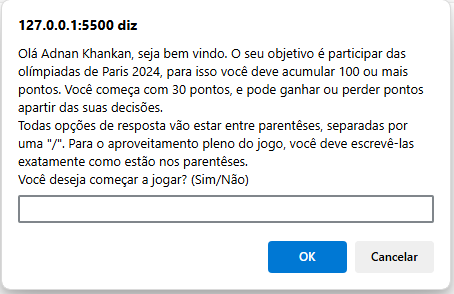 127.0.0.1:5500 diz
Olá Adnan Khankan, seja bem vindo. O seu objetivo é participar das
olímpiadas de Paris 2024, para isso você deve acumular 100 ou mais
pontos. Você começa com 30 pontos, e pode ganhar ou perder pontos
apartir das suas decisões.
Todas opções de resposta vão estar entre parentêses, separadas por
uma "/". Para o aproveitamento pleno do jogo, você deve escrevê-las
exatamente como estão nos parentêses.
Você deseja começar a jogar? (Sim/Não)
OK
Cancelar